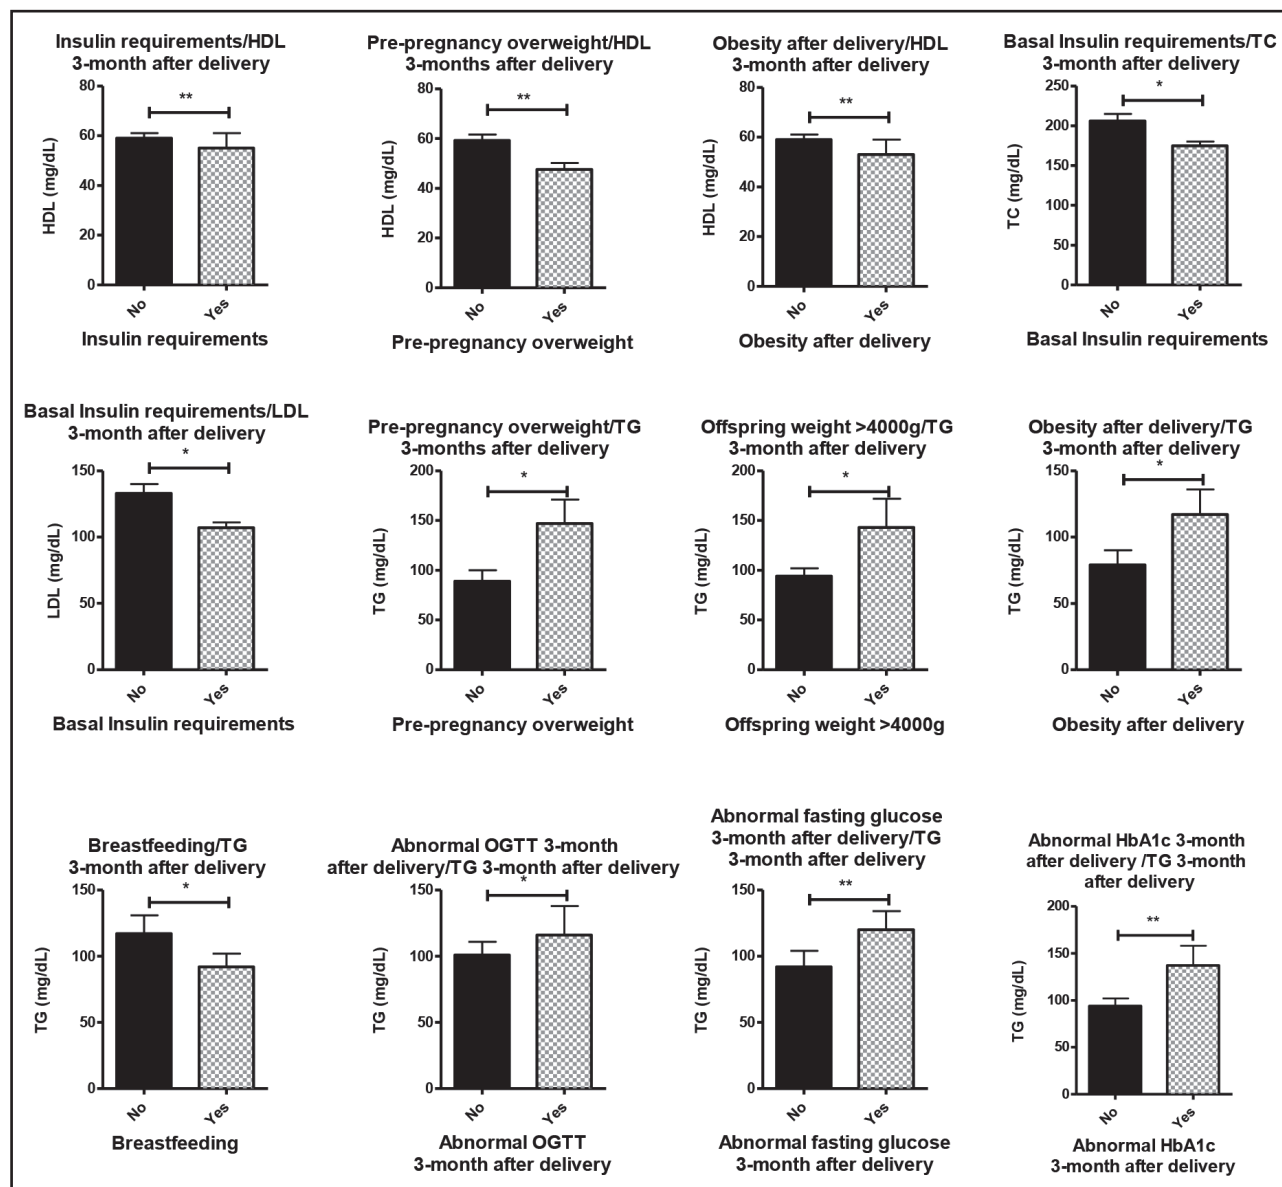 Insulin requirements/HDL
3-month after delivery
**
80
60
40
20
0
HDL (mg/dL)
No
Yes
Insulin requirements
Pre-pregnancy overweight/HDL
3-months after delivery
**
80
60
40
20
0
HDL (mg/dL)
No
Yes
Pre-pregnancy overweight
Obesity after delivery/HDL
3-month after delivery
**
80
60
40
20
0
HDL (mg/dL)
No
Yes
Obesity after delivery
Basal Insulin requirements/TC
3-month after delivery
*
250
200
150
200
50
0
TC (mg/dL)
No
Yes
Basal Insulin requirements
Basal Insulin requirements/LDL
3-month after delivery
*
150
100
50
0
LDL (mg/dL)
No
Yes
Basal Insulin requirements
Pre-pregnancy overweight/TG
3-months after delivery
*
200
150
100
50
0
TG (mg/dL)
No
Yes
Pre-pregnancy overweight
Offspring weight >4000g/TG
3-month after delivery
*
200
150
100
50
0
TG (mg/dL)
No
Yes
Offspring weight >4000g
Obesity after delivery/TG
3-month after delivery
*
150
100
50
0
TG (mg/dL)
No
Yes
Obesity after delivery
Breastfeeding/TG
3-month after delivery
*
150
100
50
0
TG (mg/dL)
No
Yes
Breastfeeding
Abnormal OGTT 3-month
after delivery/TG 3-month after delivery
*
150
100
50
0
TG (mg/dL)
No
Yes
Abnormal OGTT
3-month after delivery
Abnormal fasting glucose
3-month after delivery/TG
3-month after delivery
**
150
100
50
0
TG (mg/dL)
No
Yes
Abnormal fasting glucose
3-month after delivery
Abnormal HbA1c 3-month
after delivery /TG 3-month
after delivery
**
200
150
100
50
0
TG (mg/dL)
No
Yes
Abnormal HbA1c
3-month after delivery